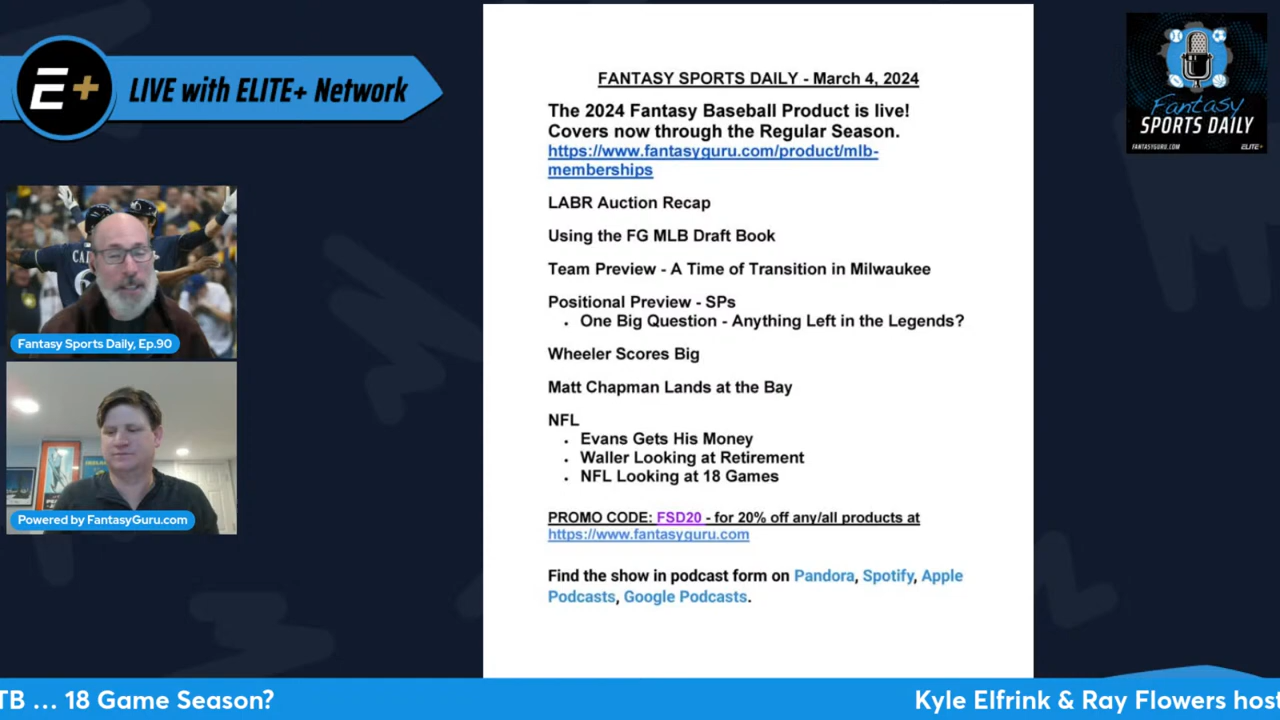 E+ LIVE with ELITE+ Network
FANTASY SPORTS DAILY - March 4, 2024
The 2024 Fantasy Baseball Product is live!
Covers now through the Regular Season.
https://www.fantasyguru.com/product/mlb-
memberships
LABR Auction Recap
Using the FG MLB Draft Book
Team Preview - A Time of Transition in Milwaukee
Positional Preview - SPs
• One Big Question - Anything Left in the Legends?
Wheeler Scores Big
Matt Chapman Lands at the Bay
NFL
• Evans Gets His Money
• Waller Looking at Retirement
• NFL Looking at 18 Games
PROMO CODE: FSD20 - for 20% off any/all products at
https://www.fantasyguru.com
Find the show in podcast form on Pandora, Spotify, Apple
Podcasts, Google Podcasts.
Fantasy
SPORTS DAILY
FANTASYGURU.COM ELITE+
Fantasy Sports Daily, Ep.90
Powered by FantasyGuru.com
TB ... 18 Game Season?
Kyle Elfrink & Ray Flowers host